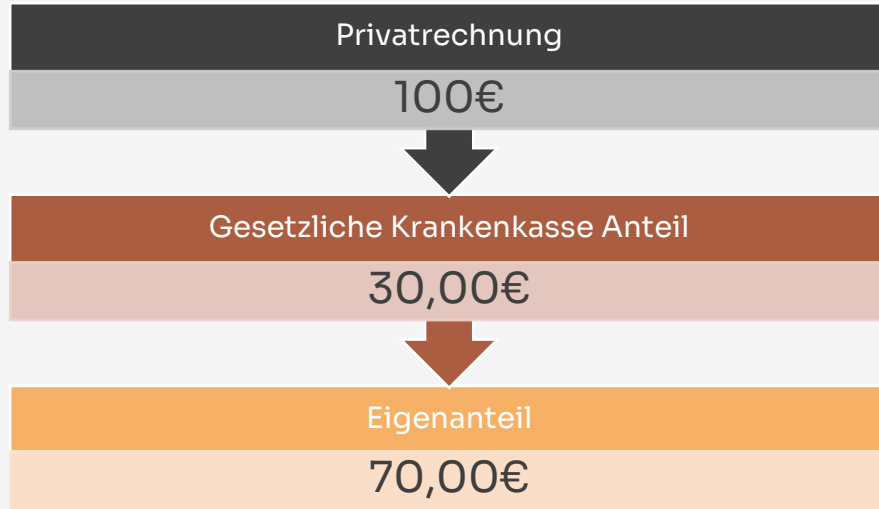 Privatrechnung
100€
Gesetzliche Krankenkasse Anteil
30,00€
Eigenanteil
70,00€